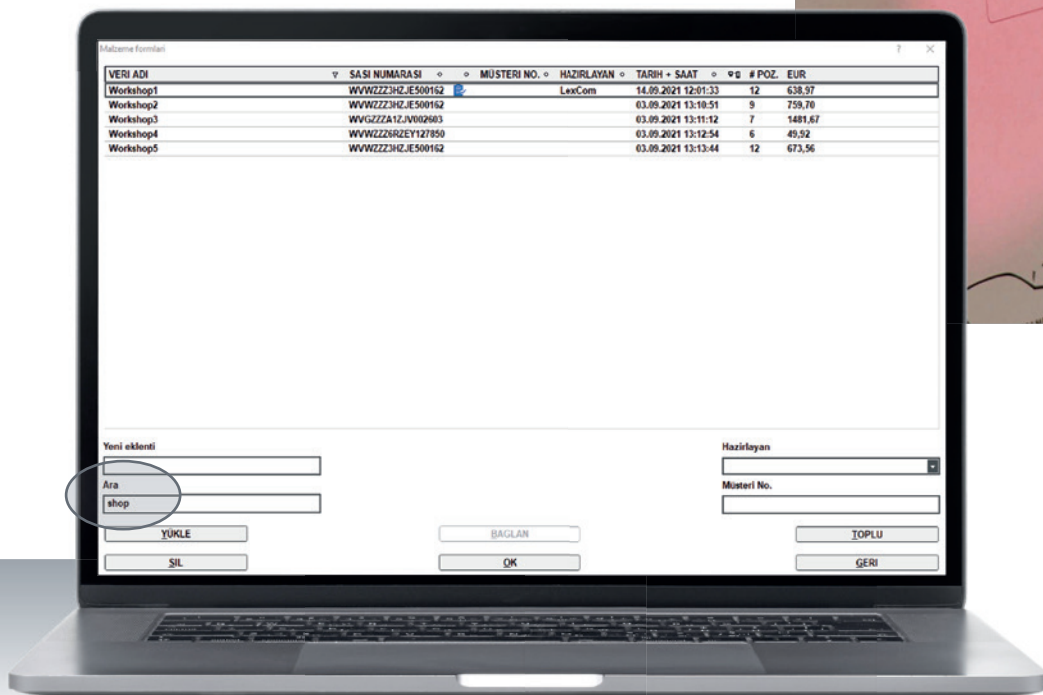 Malzeme formlari ? ×
VERI ADI SASI NUMARASI MÜSTERI NO. HAZIRLAYAN TARIH + SAAT # POZ. EUR
Workshop1 WVWZZZ3HZJE500162 LexCom 14.09.2021 12:01:33 12 638,97
Workshop2 WVWZZZ3HZJE500162 03.09.2021 13:10:51 9 759,70
Workshop3 WVGZZZA1ZJV002603 03.09.2021 13:11:12 7 1481,67
Workshop4 WVWZZZ6RZEY127850 03.09.2021 13:12:54 6 49,92
Workshop5 WVWZZZ3HZJE500162 03.09.2021 13:13:44 12 673,56
Yeni eklenti Hazirlayan
Ara Müsteri No.
shop
YÜKLE BAGLAN TOPLU
SIL OK GERI